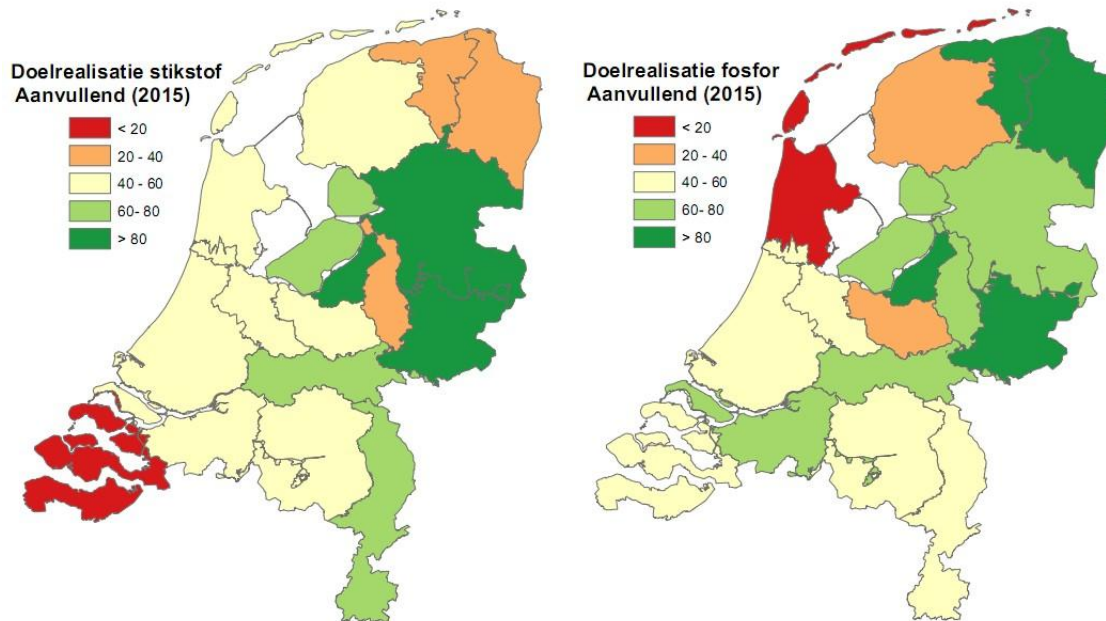 Doelrealisatie stikstof
Aanvullend (2015)
< 20
20 - 40
40 - 60
60- 80
> 80
Doelrealisatie fosfor
Aanvullend (2015)
< 20
20 - 40
40 - 60
60- 80
> 80